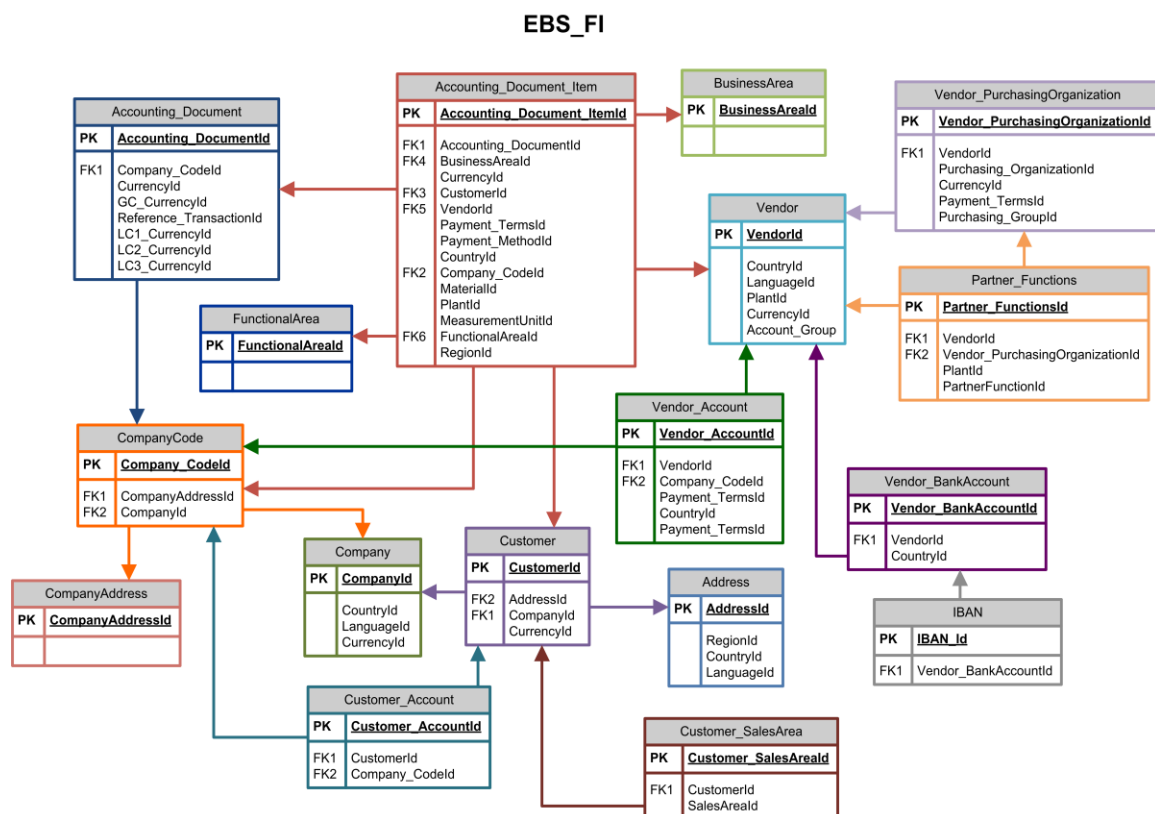 EBS_FI
Accounting_Document
PK Accounting_DocumentId
FK1 Company_CodeId
CurrencyId
GC_CurrencyId
Reference_TransactionId
LC1_CurrencyId
LC2_CurrencyId
LC3_CurrencyId
Accounting_Document_Item
PK Accounting_Document_ItemId
FK1 Accounting_DocumentId
FK4 BusinessAreaId
CurrencyId
FK3 CustomerId
FK5 VendorId
Payment_TermsId
Payment_MethodId
CountryId
FK2 Company_CodeId
MaterialId
PlantId
MeasurementUnitId
FK6 FunctionalAreaId
RegionId
BusinessArea
PK BusinessAreaId
Vendor_PurchasingOrganization
PK Vendor_PurchasingOrganizationId
FK1 VendorId
Purchasing_OrganizationId
CurrencyId
Payment_TermsId
Purchasing_GroupId
Vendor
PK VendorId
CountryId
LanguageId
PlantId
CurrencyId
Account_Group
Partner_Functions
PK Partner_FunctionsId
FK1 VendorId
FK2 Vendor_PurchasingOrganizationId
PlantId
PartnerFunctionId
FunctionalArea
PK FunctionalAreaId
Vendor_Account
PK Vendor_AccountId
FK1 VendorId
FK2 Company_CodeId
Payment_TermsId
CountryId
Payment_TermsId
CompanyCode
PK Company_CodeId
FK1 CompanyAddressId
FK2 CompanyId
Vendor_BankAccount
PK Vendor_BankAccountId
FK1 VendorId
CountryId
Company
PK CompanyId
CountryId
LanguageId
CurrencyId
Customer
PK CustomerId
FK2 AddressId
FK1 CompanyId
CurrencyId
Address
PK AddressId
RegionId
CountryId
LanguageId
CompanyAddress
PK CompanyAddressId
IBAN
PK IBAN_Id
FK1 Vendor_BankAccountId
Customer_Account
PK Customer_AccountId
FK1 CustomerId
FK2 Company_CodeId
Customer_SalesArea
PK Customer_SalesAreaId
FK1 CustomerId
SalesAreaId